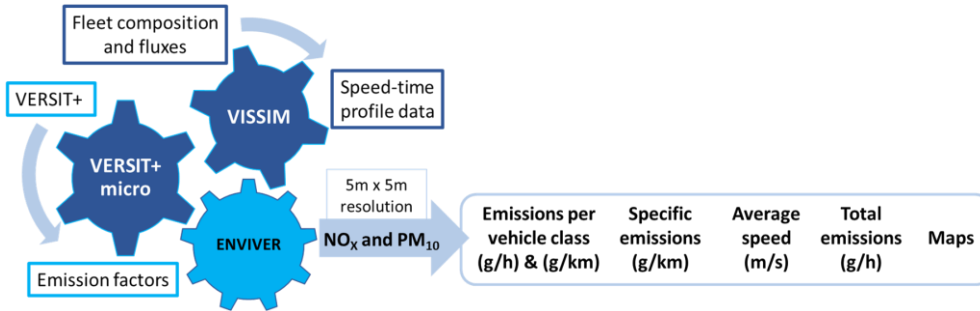 Fleet composition
and fluxes
VERSIT+
VISSIM
Speed-time
profile data
VERSIT+
micro
5m x 5m
resolution
ENVIVER
NOX and PM10
Emission factors
Emissions per
vehicle class
(g/h) & (g/km)
Specific
emissions
(g/km)
Average
speed
(m/s)
Total
emissions
(g/h)
Maps